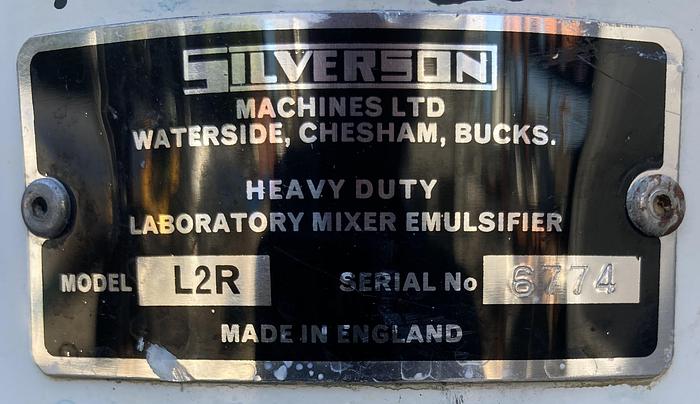 SILVERSON
MACHINES LTD
WATERSIDE, CHESHAM, BUCKS.
HEAVY DUTY
LABORATORY MIXER EMULSIFIER
MODEL L2R SERIAL No 6774
MADE IN ENGLAND